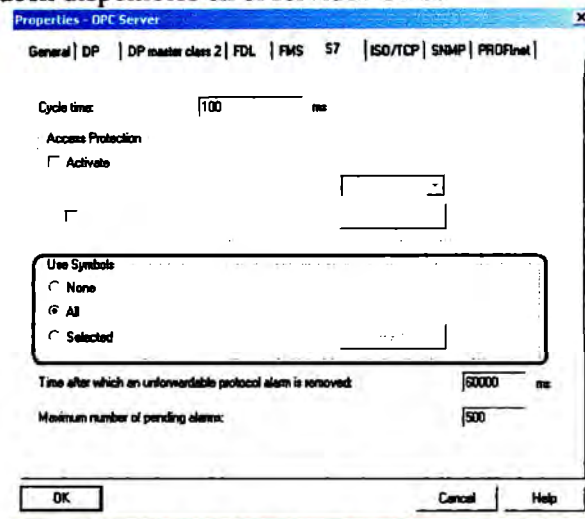 Properties - OPC Server
General DP DP master class 2 FDL FMS S7 ISO/TCP SNMP PROFInet
Cycle time: 100 ms
Access Protection
Activate
Use Symbols
None
All
Selected
Time after which an unforwardable protocol alarm is removed: 60000 ms
Maximum number of pending alarms: 500
OK Cancel Help